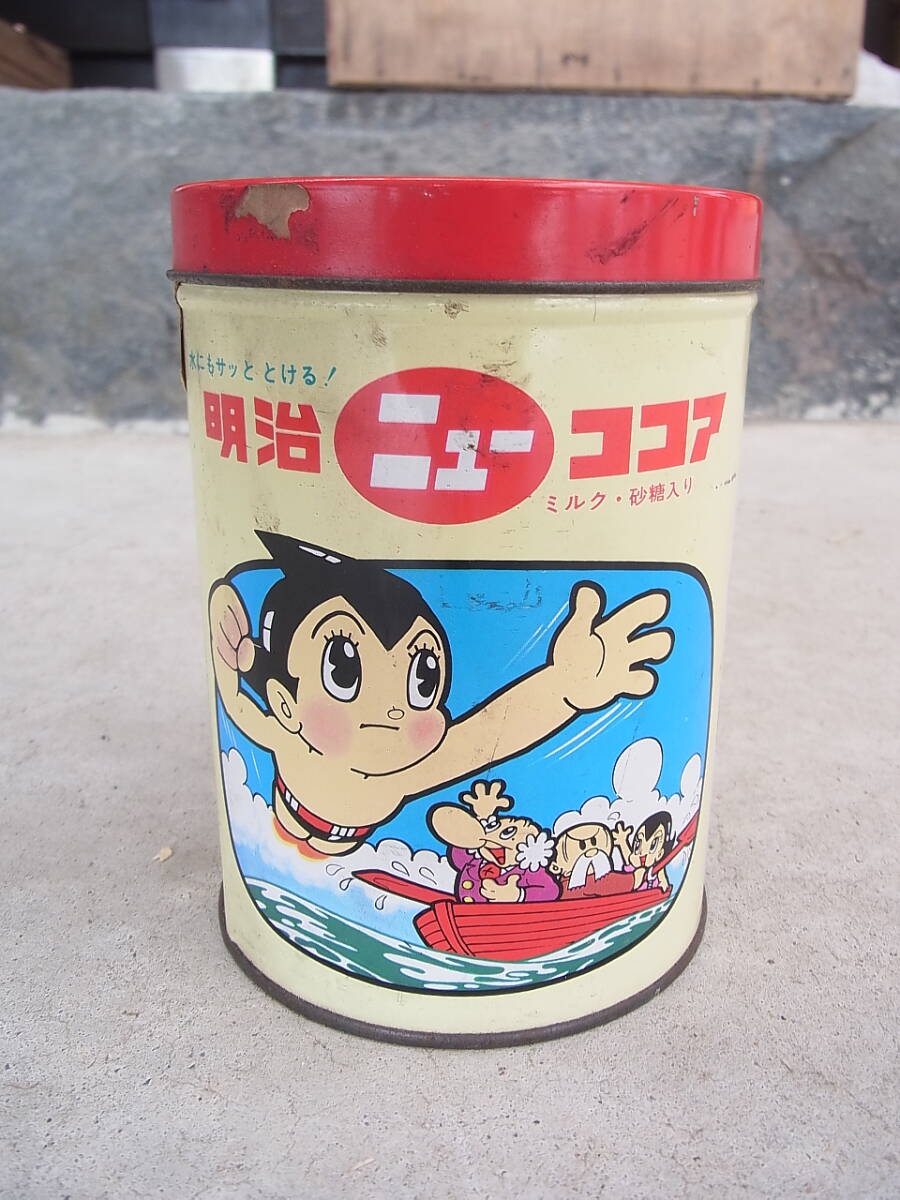 水にもサッと とける!
明治 ニュー ココア
ミルク・砂糖入り